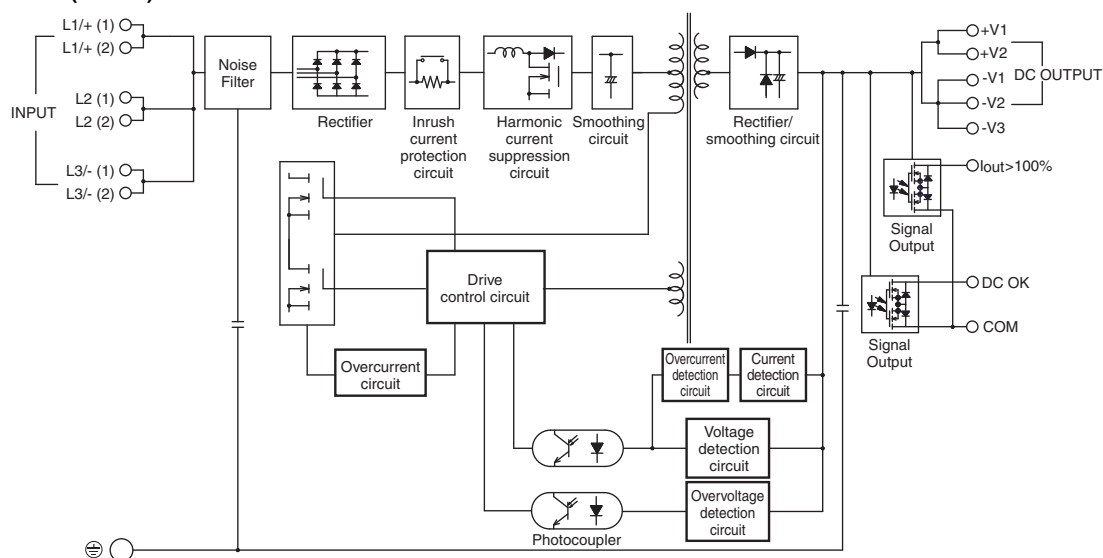 L1/+ (1)
L1/+ (2)
INPUT
L2 (1)
L2 (2)
L3/- (1)
L3/- (2)
Noise
Filter
Rectifier
Inrush
current
protection
circuit
Harmonic
current
suppression
circuit
Smoothing
circuit
Rectifier/
smoothing circuit
+V1
+V2
-V1
DC OUTPUT
-V2
-V3
Iout>100%
Signal
Output
DC OK
COM
Signal
Output
Drive
control circuit
Overcurrent
circuit
Overcurrent
detection
circuit
Current
detection
circuit
Voltage
detection
circuit
Overvoltage
detection
circuit
Photocoupler